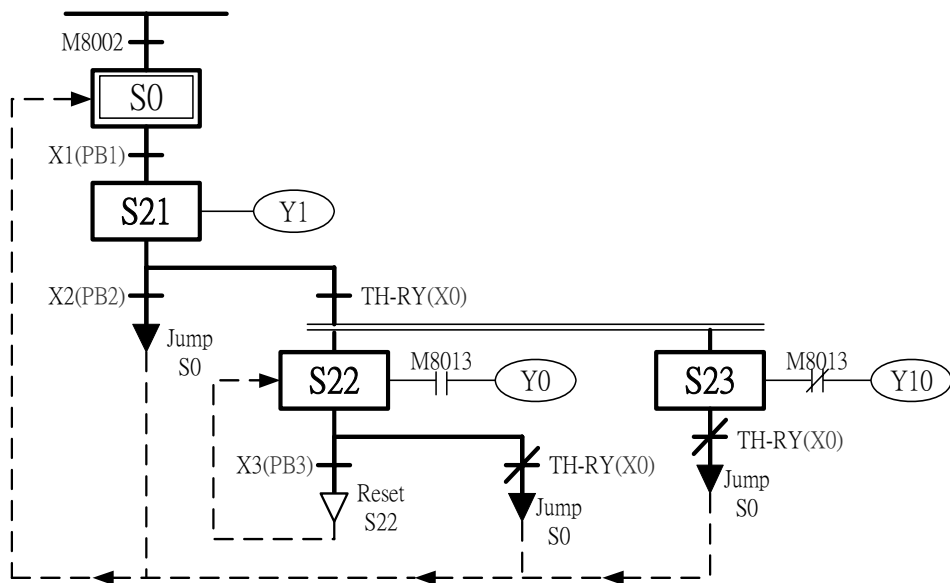 M8002
S0
X1(PB1)
S21
Y1
X2(PB2)
TH-RY(X0)
Jump
S0
S22
M8013
Y0
S23
M8013
Y10
X3(PB3)
TH-RY(X0)
TH-RY(X0)
Reset
S22
Jump
S0
Jump
S0